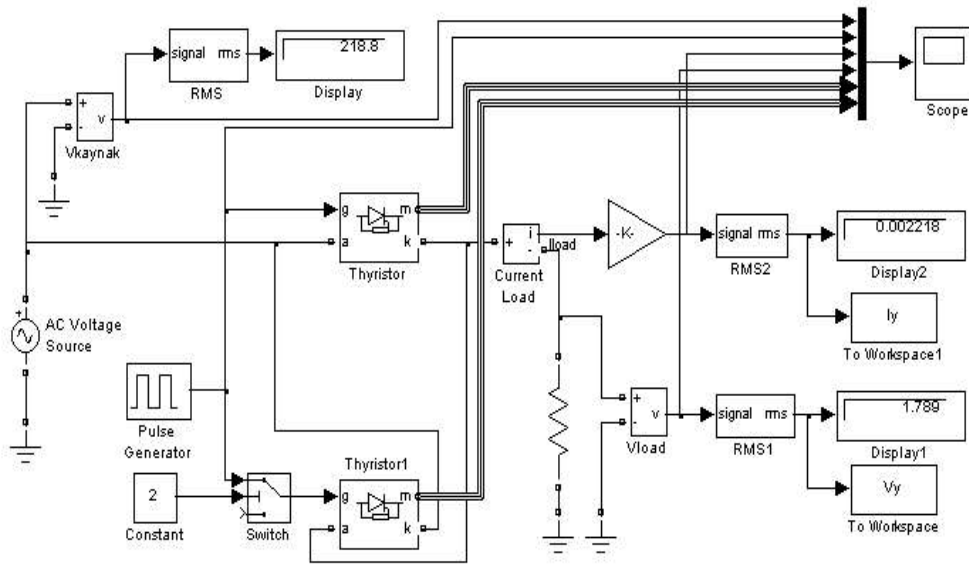 signal rms
RMS
218.8
Display
Scope
+
-
v
Vkaynak
g
m
a
k
Thyristor
+
i
-
Iload
Current
Load
-K-
signal rms
RMS2
0.002218
Display2
Iy
To Workspace1
+
AC Voltage
Source
Pulse
Generator
+
-
v
Vload
signal rms
RMS1
1.789
Display1
Vy
To Workspace
Thyristor1
g
m
a
k
2
Constant
Switch